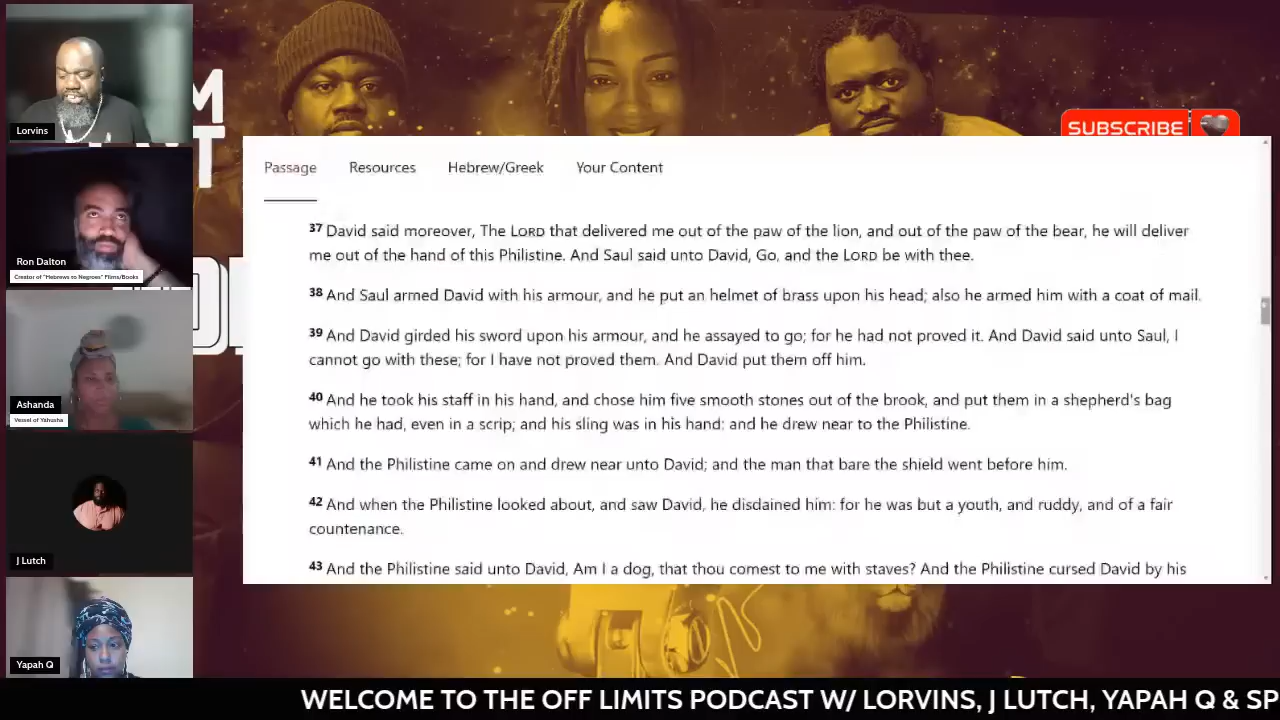 Lorvins
Ron Dalton
Creator of "Hebrews to Negroes" Films/Books
Ashanda
Vessel of Yahusha
J Lutch
Yapah Q
SUBSCRIBE
Passage Resources Hebrew/Greek Your Content
37 David said moreover, The LORD that delivered me out of the paw of the lion, and out of the paw of the bear, he will deliver
me out of the hand of this Philistine. And Saul said unto David, Go, and the LORD be with thee.
38 And Saul armed David with his armour, and he put an helmet of brass upon his head; also he armed him with a coat of mail.
39 And David girded his sword upon his armour, and he assayed to go; for he had not proved it. And David said unto Saul, I
cannot go with these; for I have not proved them. And David put them off him.
40 And he took his staff in his hand, and chose him five smooth stones out of the brook, and put them in a shepherd's bag
which he had, even in a scrip; and his sling was in his hand: and he drew near to the Philistine.
41 And the Philistine came on and drew near unto David; and the man that bare the shield went before him.
42 And when the Philistine looked about, and saw David, he disdained him: for he was but a youth, and ruddy, and of a fair
countenance.
43 And the Philistine said unto David, Am I a dog, that thou comest to me with staves? And the Philistine cursed David by his
WELCOME TO THE OFF LIMITS PODCAST W/ LORVINS, J LUTCH, YAPAH Q & SP